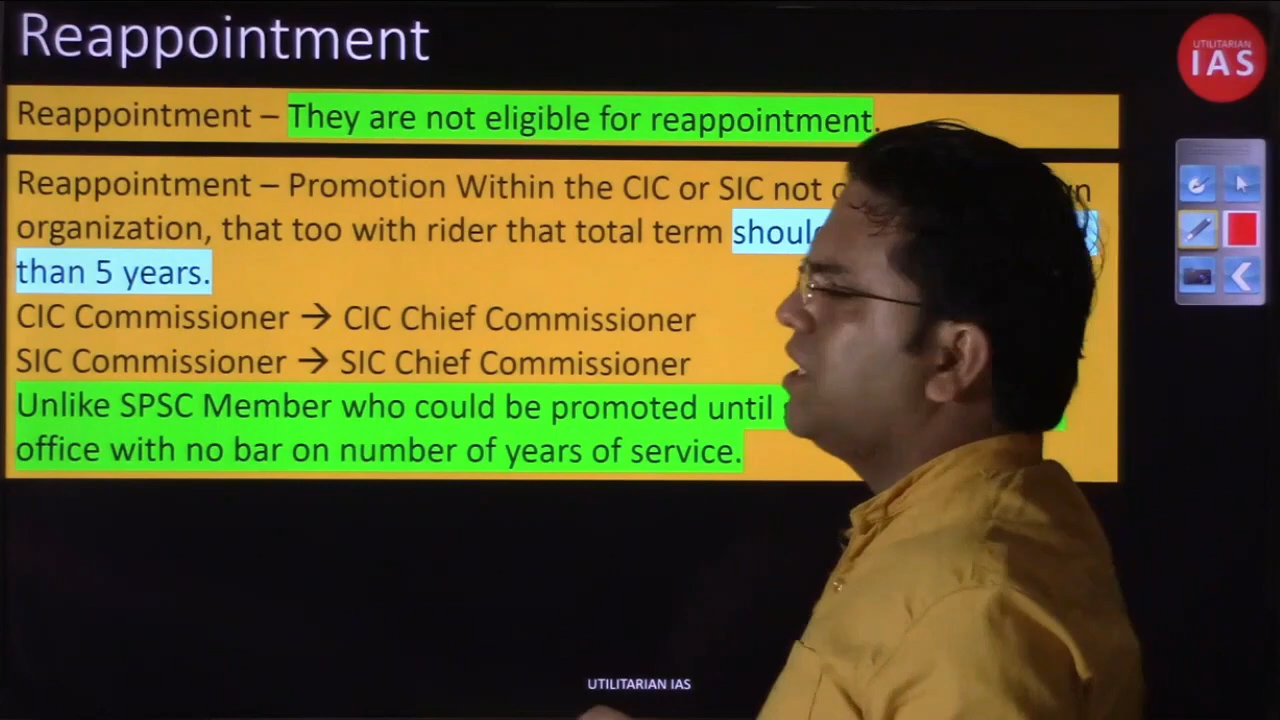 Reappointment
UTILITARIAN
IAS
Reappointment – They are not eligible for reappointment.
Reappointment – Promotion Within the CIC or SIC not
organization, that too with rider that total term
than 5 years.
CIC Commissioner → CIC Chief Commissioner
SIC Commissioner → SIC Chief Commissioner
Unlike SPSC Member who could be promoted until
office with no bar on number of years of service.
UTILITARIAN IAS